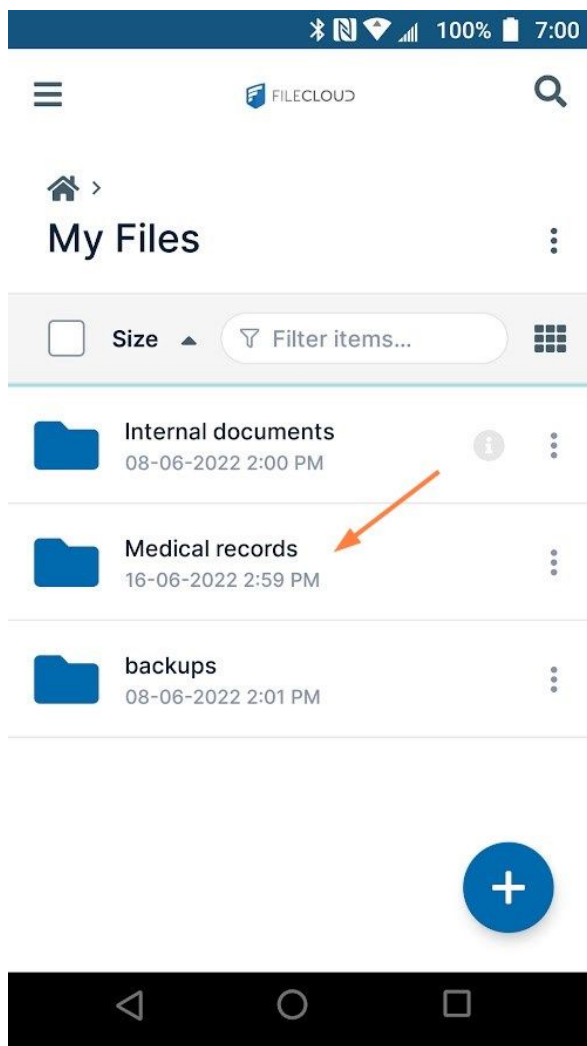 100% 7:00
FILECLOUD
My Files
Size Filter items...
Internal documents
08-06-2022 2:00 PM
Medical records
16-06-2022 2:59 PM
backups
08-06-2022 2:01 PM